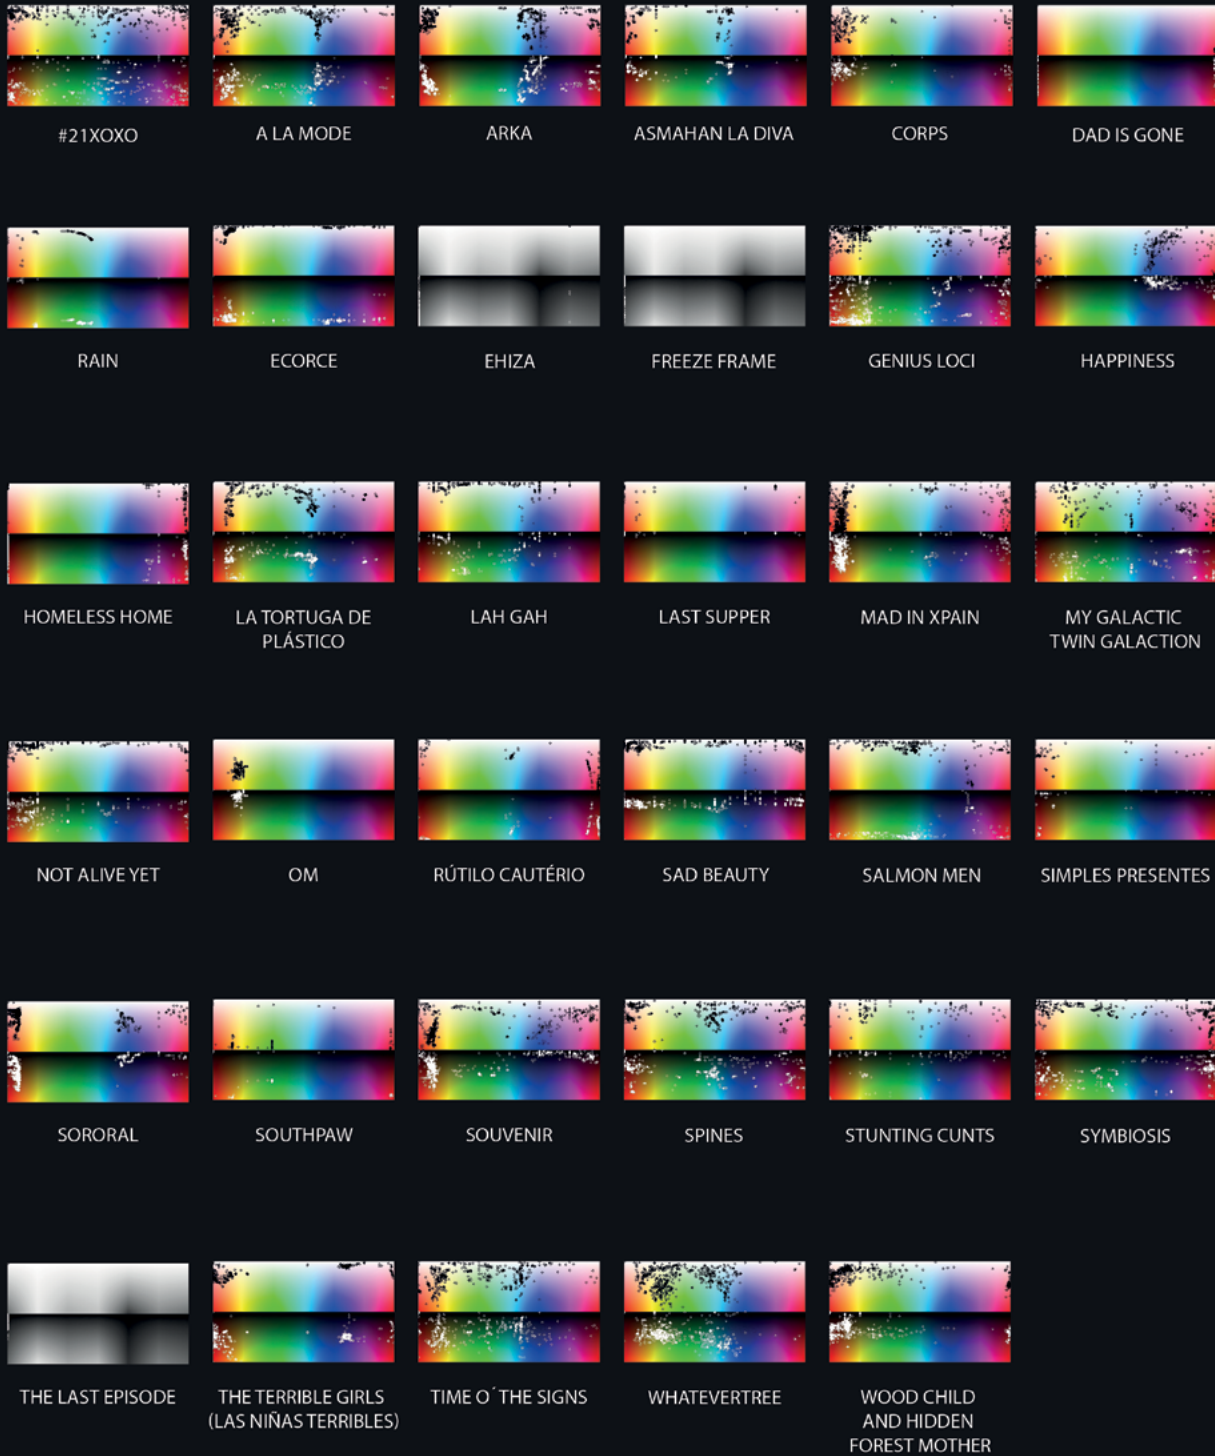 #21XOXO
A LA MODE
ARKA
ASMAHAN LA DIVA
CORPS
DAD IS GONE
RAIN
ECORCE
EHIZA
FREEZE FRAME
GENIUS LOCI
HAPPINESS
HOMELESS HOME
LA TORTUGA DE
PLÁSTICO
LAH GAH
LAST SUPPER
MAD IN XPAIN
MY GALACTIC
TWIN GALACTION
NOT ALIVE YET
OM
RÚTILO CAUTÉRIO
SAD BEAUTY
SALMON MEN
SIMPLES PRESENTES
SORORAL
SOUTHPAW
SOUVENIR
SPINES
STUNTING CUNTS
SYMBIOSIS
THE LAST EPISODE
THE TERRIBLE GIRLS
(LAS NIÑAS TERRIBLES)
TIME O´THE SIGNS
WHATEVERTREE
WOOD CHILD
AND HIDDEN
FOREST MOTHER